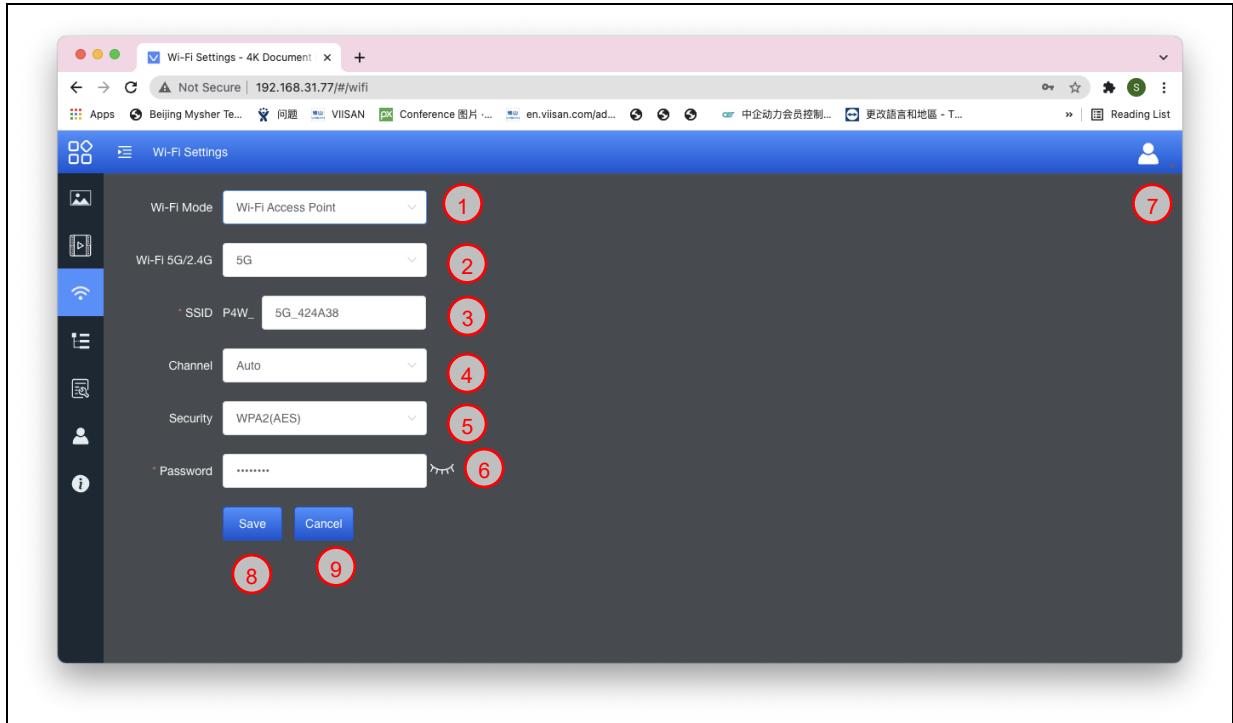 Wi-Fi Settings - 4K Document
Not Secure 192.168.31.77/#/wifi
S
Apps Beijing Mysher Te... 问题 VIISAN Conference 图片 ·... en.viisan.com/ad... 中企动力会员控制... 更改語言和地區 - T... » Reading List
Wi-Fi Settings
7
Wi-Fi Mode Wi-Fi Access Point 1
Wi-Fi 5G/2.4G 5G 2
* SSID P4W_ 5G_424A38 3
Channel Auto 4
Security WPA2(AES) 5
* Password ········ 6
Save Cancel
8 9